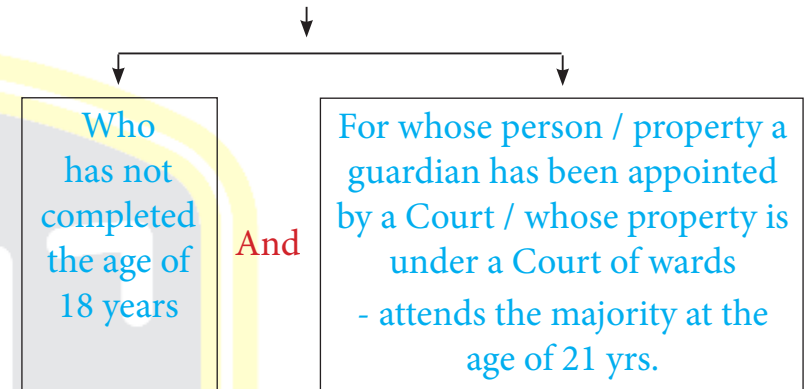 Who
has not
completed
the age of
18 years
And
For whose person / property a
guardian has been appointed
by a Court / whose property is
under a Court of wards
- attends the majority at the
age of 21 yrs.